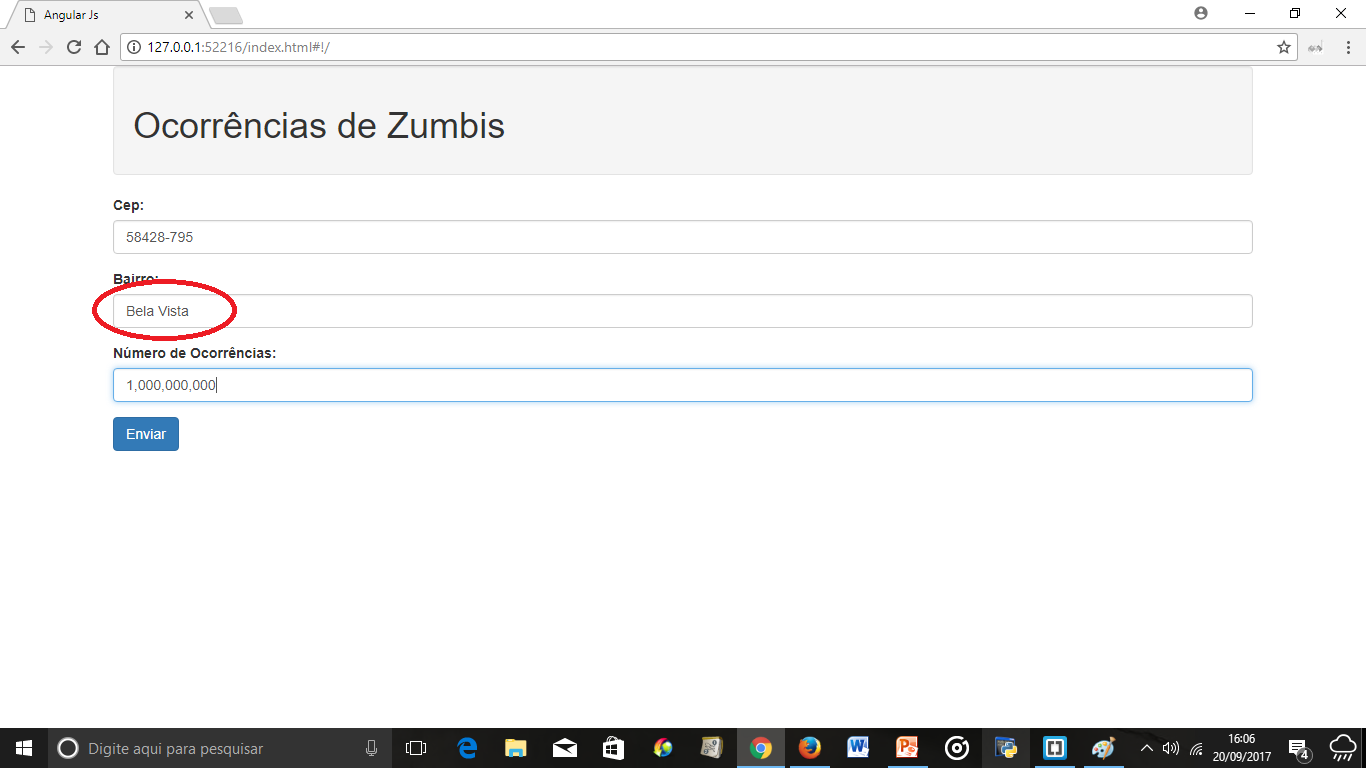 Angular Js
127.0.0.1:52216/index.html#!/
Ocorrências de Zumbis
Cep:
58428-795
Bairro:
Bela Vista
Número de Ocorrências:
1,000,000,000
Enviar
Digite aqui para pesquisar
16:06
20/09/2017
4